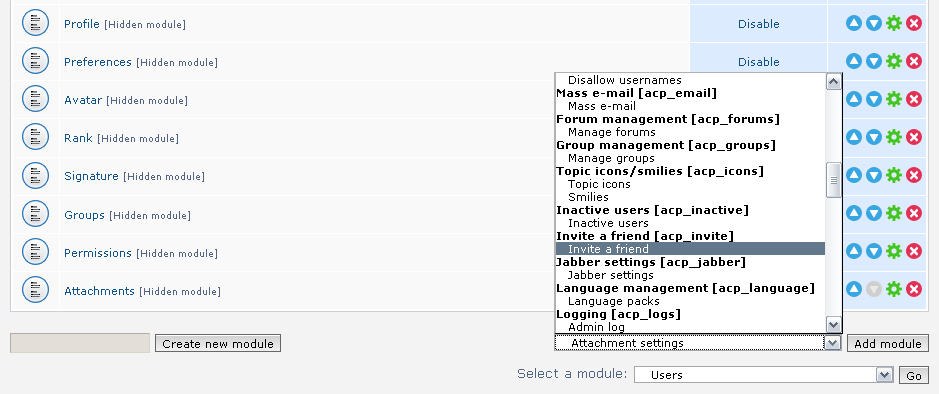 Profile [Hidden module] Disable
Preferences [Hidden module] Disable
Avatar [Hidden module]
Rank [Hidden module]
Signature [Hidden module]
Groups [Hidden module]
Permissions [Hidden module]
Attachments [Hidden module]
Disallow usernames
Mass e-mail [acp_email]
Mass e-mail
Forum management [acp_forums]
Manage forums
Group management [acp_groups]
Manage groups
Topic icons/smilies [acp_icons]
Topic icons
Smilies
Inactive users [acp_inactive]
Inactive users
Invite a friend [acp_invite]
Invite a friend
Jabber settings [acp_jabber]
Jabber settings
Language management [acp_language]
Language packs
Logging [acp_logs]
Admin log
Create new module Attachment settings Add module
Select a module: Users Go